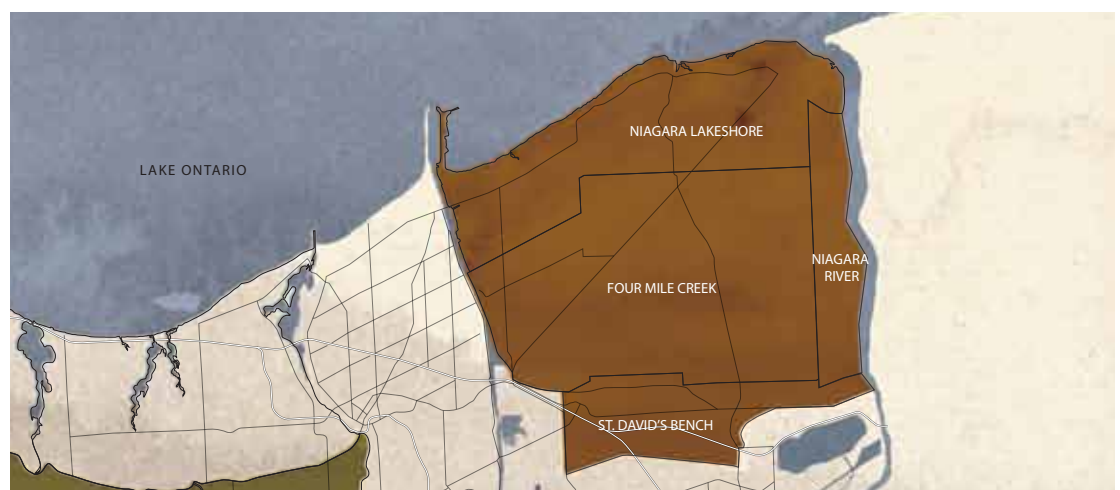 NIAGARA LAKESHORE
LAKE ONTARIO
NIAGARA
RIVER
FOUR MILE CREEK
ST. DAVID'S BENCH